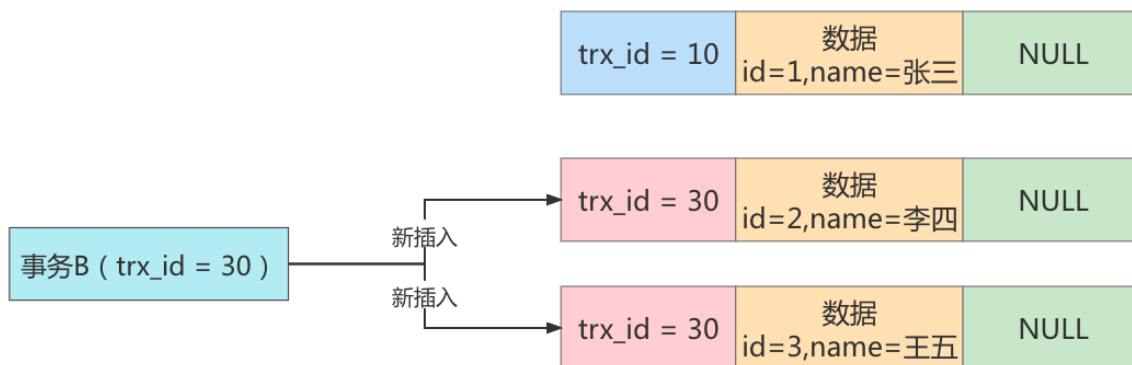 trx_id = 10
数据
id=1,name=张三
NULL
trx_id = 30
数据
id=2,name=李四
NULL
新插入
事务B（trx_id = 30）
新插入
trx_id = 30
数据
id=3,name=王五
NULL